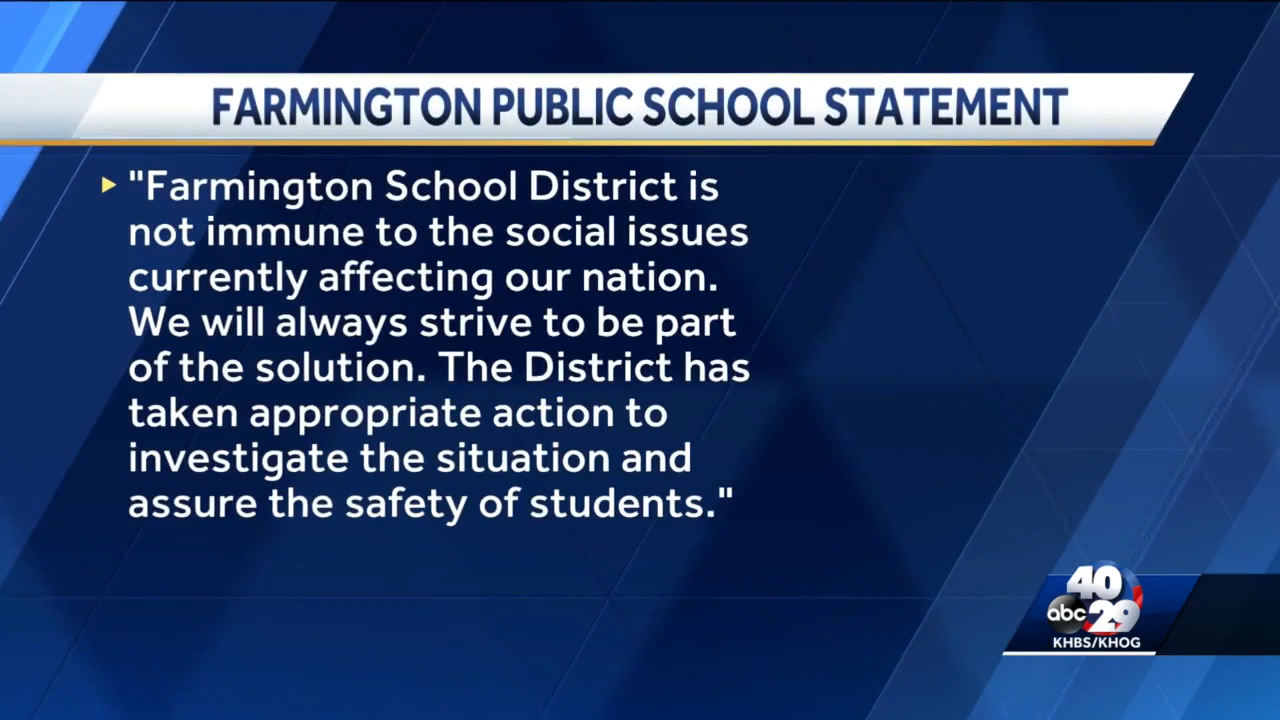 FARMINGTON PUBLIC SCHOOL STATEMENT
"Farmington School District is
not immune to the social issues
currently affecting our nation.
We will always strive to be part
of the solution. The District has
taken appropriate action to
investigate the situation and
assure the safety of students."
40
abc 29
KHBS/KHOG